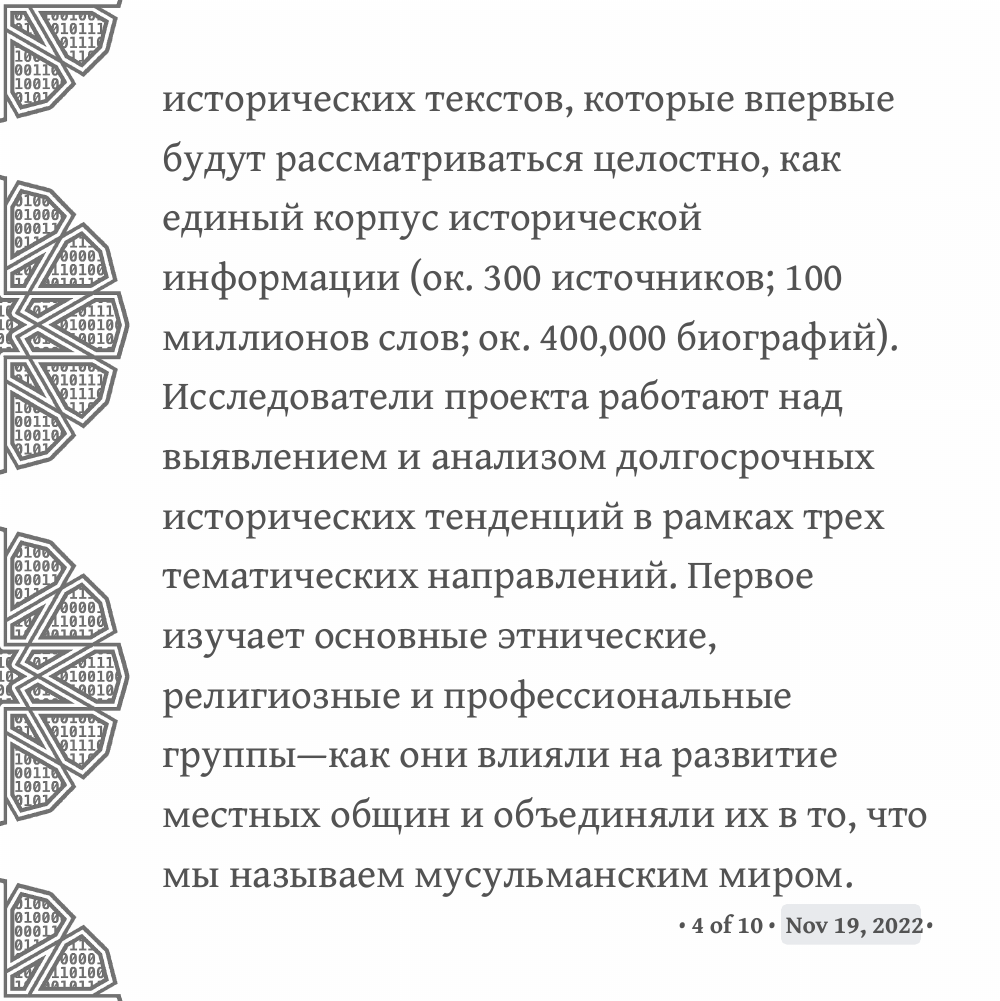 исторических текстов, которые впервые
будут рассматриваться целостно, как
единый корпус исторической
информации (ок. 300 источников; 100
миллионов слов; ок. 400,000 биографий).
Исследователи проекта работают над
выявлением и анализом долгосрочных
исторических тенденций в рамках трех
тематических направлений. Первое
изучает основные этнические,
религиозные и профессиональные
группы—как они влияли на развитие
местных общин и объединяли их в то, что
мы называем мусульманским миром.
• 4 of 10 • Nov 19, 2022 •